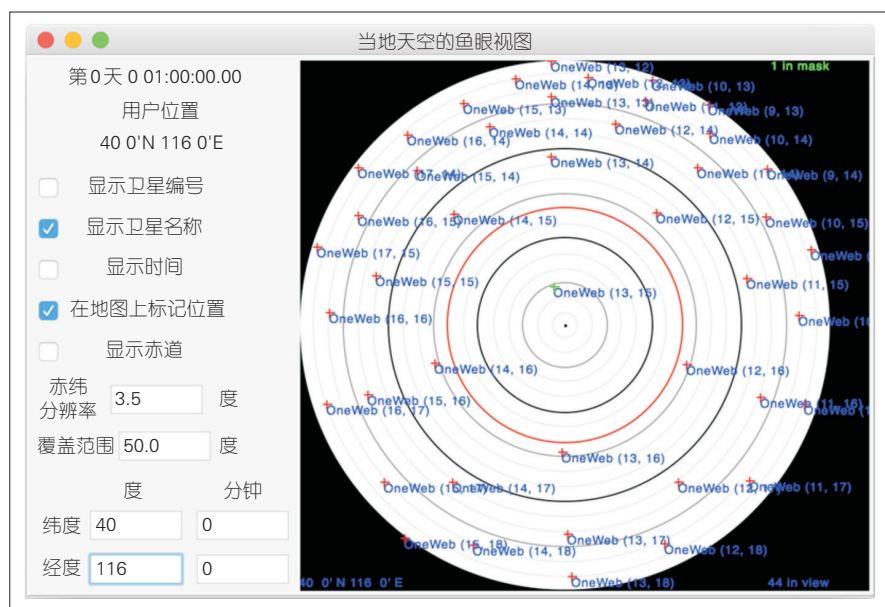 当地天空的鱼眼视图
第0天 0 01:00:00.00
用户位置
40 0'N 116 0'E
显示卫星编号
显示卫星名称
显示时间
在地图上标记位置
显示赤道
赤纬
分辨率 3.5 度
覆盖范围 50.0 度
度 分钟
纬度 40 0
经度 116 0
1 in mask
OneWeb (13, 12)
OneWeb (10, 13)
OneWeb (15, 13)
OneWeb (13, 13)
OneWeb (9, 13)
OneWeb (16, 14)
OneWeb (14, 14)
OneWeb (12, 14)
OneWeb (10, 14)
OneWeb (13, 14)
OneWeb (15, 14)
OneWeb (9, 14)
OneWeb (16, 15)
OneWeb (14, 15)
OneWeb (12, 15)
OneWeb (10, 15)
OneWeb (17, 15)
OneWeb (15, 15)
OneWeb (11, 15)
OneWeb (13, 15)
OneWeb (16, 16)
OneWeb (14, 16)
OneWeb (12, 16)
OneWeb (15, 16)
OneWeb (16, 17)
OneWeb (13, 16)
OneWeb (14, 17)
OneWeb (11, 17)
OneWeb (13, 17)
OneWeb (15, 18)
OneWeb (14, 18)
OneWeb (12, 18)
OneWeb (13, 18)
40 0' N 116 0' E
44 in view